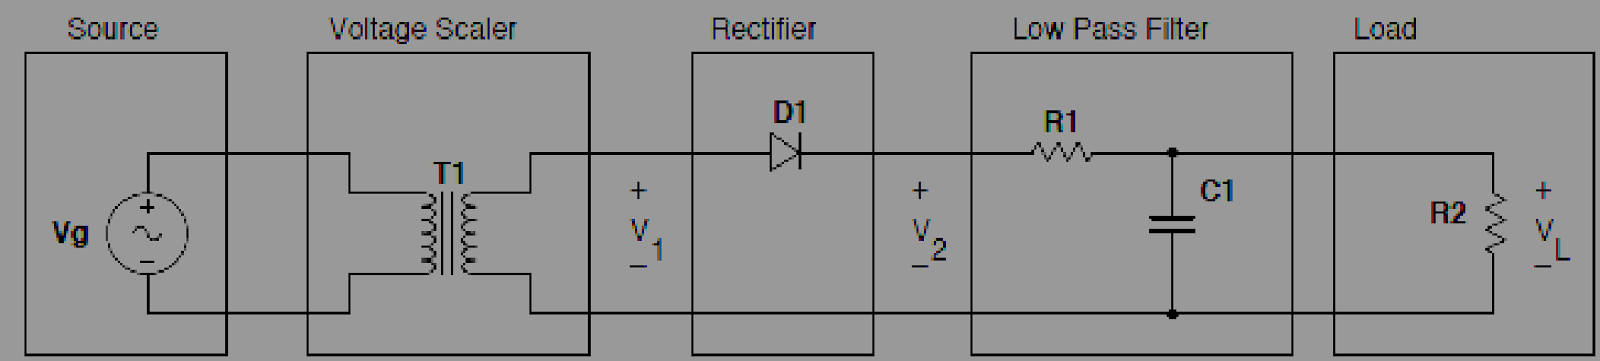 Source
Voltage Scaler
Rectifier
Low Pass Filter
Load
D1
R1
T1
+
Vg
~
−
+
V1
−
+
V2
−
C1
R2
+
VL
−